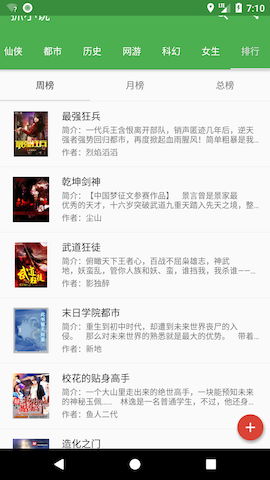 7:10
仙侠 都市 历史 网游 科幻 女生 排行
周榜 月榜 总榜
最强狂兵
简介：一代兵王含恨离开部队，销声匿迹几年后，逆天
强者强势回归都市，再度掀起血雨腥风！简单粗暴是我…
作者：烈焰滔滔
乾坤剑神
简介：【中国梦征文参赛作品】 景言曾是景家最
优秀的天才，十六岁突破武道九重天踏入先天之境，整…
作者：尘山
武道狂徒
简介：俯瞰天下王者心，百战不屈枭雄志，神武
地，妖蛮乱，管你人族和妖、蛮，谁挡我，我杀谁——…
作者：影独醉
末日学院都市
简介：重生到初中时代，却遭到未来世界丧尸的入
侵。 那么对未来世界的熟悉就是最大的优势。 带着…
作者：新地
校花的贴身高手
简介：一个大山里走出来的绝世高手，一块能预知未来
的神秘玉佩…… 林逸是一名普通学生，不过，他还身…
作者：鱼人二代
造化之门